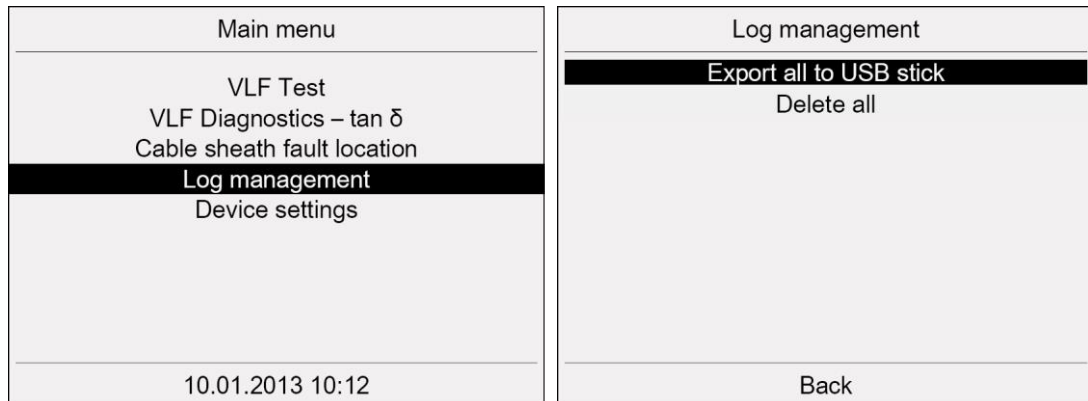 Main menu
VLF Test
VLF Diagnostics – tan δ
Cable sheath fault location
Log management
Device settings
10.01.2013 10:12
Log management
Export all to USB stick
Delete all
Back